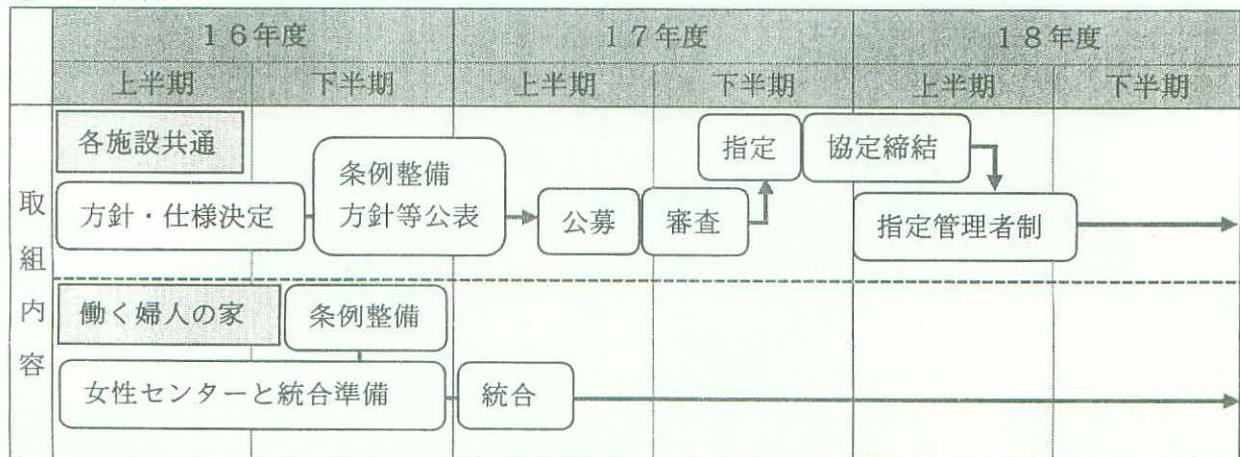 16年度 17年度 18年度
上半期 下半期 上半期 下半期 上半期 下半期
取組内容
各施設共通
方針・仕様決定
条例整備
方針等公表
公募
審査
指定
協定締結
指定管理者制
働く婦人の家
条例整備
女性センターと統合準備
統合